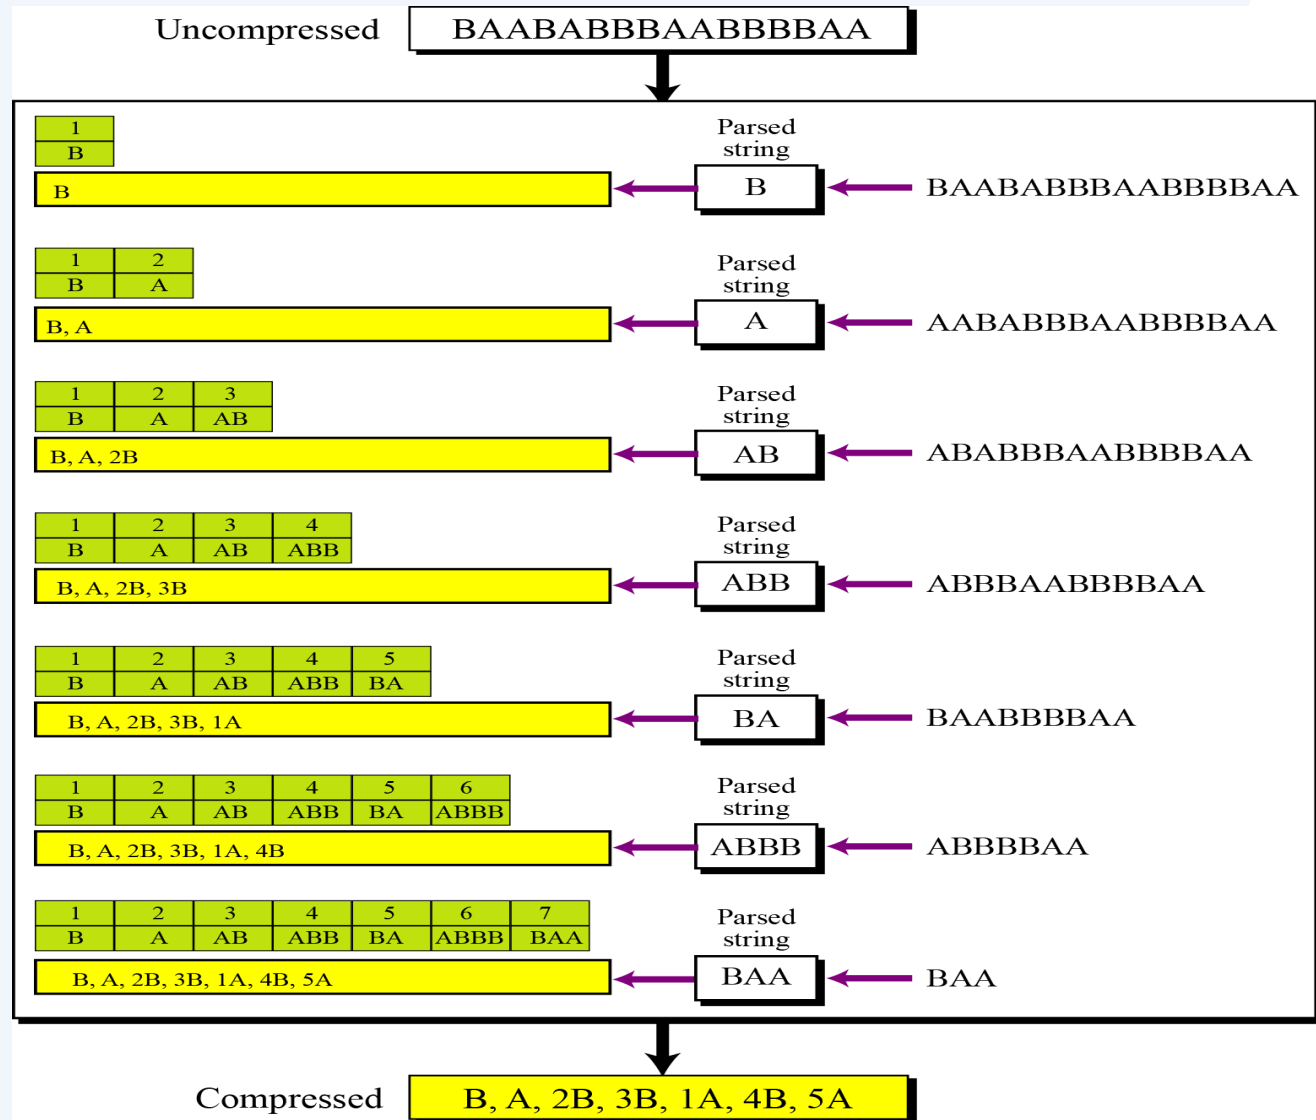 Uncompressed BAABABBBAABBBBAA
1
B
Parsed string
B
B
BAABABBBAABBBBAA
1 2
B A
Parsed string
B, A
A
AABABBBAABBBBAA
1 2 3
B A AB
Parsed string
B, A, 2B
AB
ABABBBAABBBBAA
1 2 3 4
B A AB ABB
Parsed string
B, A, 2B, 3B
ABB
ABBBAABBBBAA
1 2 3 4 5
B A AB ABB BA
Parsed string
B, A, 2B, 3B, 1A
BA
BAABBBBAA
1 2 3 4 5 6
B A AB ABB BA ABBB
Parsed string
B, A, 2B, 3B, 1A, 4B
ABBB
ABBBBAA
1 2 3 4 5 6 7
B A AB ABB BA ABBB BAA
Parsed string
B, A, 2B, 3B, 1A, 4B, 5A
BAA
BAA
Compressed B, A, 2B, 3B, 1A, 4B, 5A